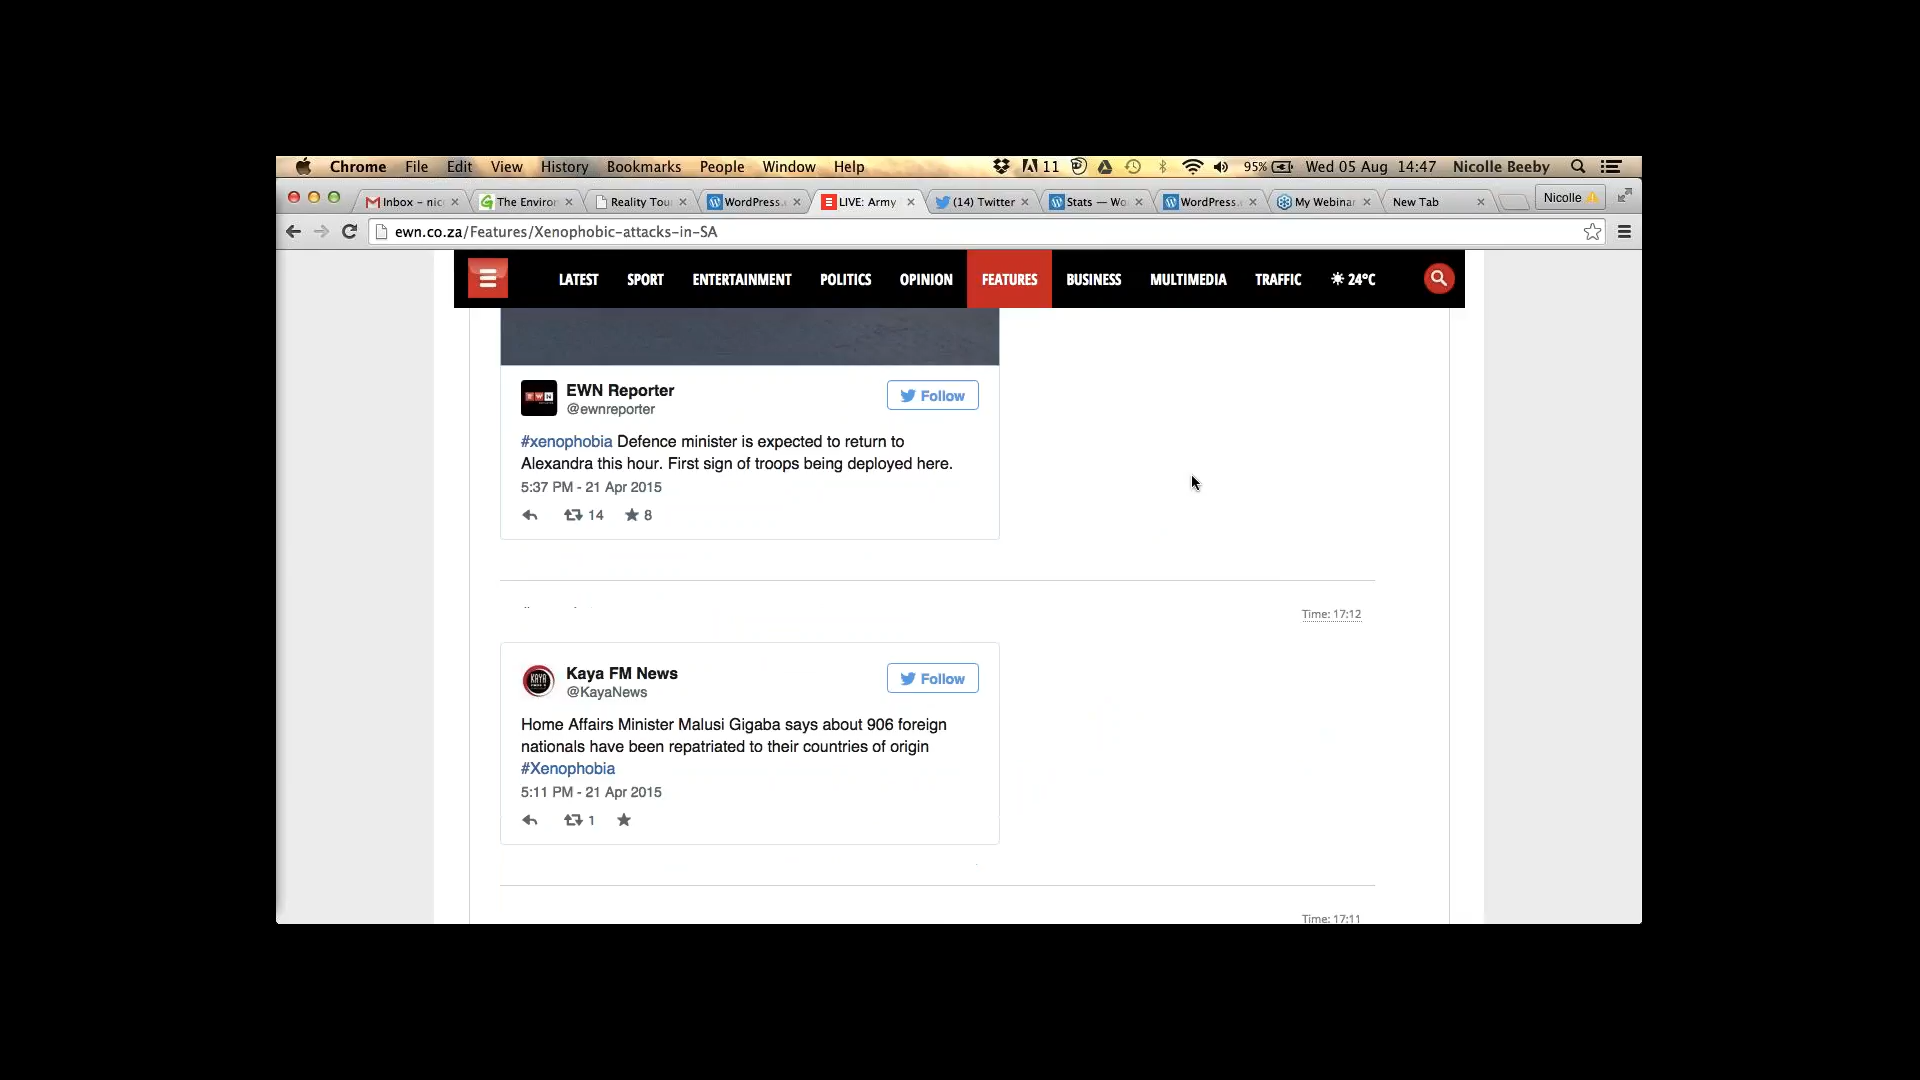 Chrome File Edit View History Bookmarks People Window Help 11 95% Wed 05 Aug 14:47 Nicolle Beeby
Inbox – nic The Enviror Reality Tou WordPress. LIVE: Army (14) Twitter Stats — Wo WordPress. My Webinar New Tab Nicolle
ewn.co.za/Features/Xenophobic-attacks-in-SA
LATEST SPORT ENTERTAINMENT POLITICS OPINION FEATURES BUSINESS MULTIMEDIA TRAFFIC 24°C
EWN Reporter
@ewnreporter
Follow
#xenophobia Defence minister is expected to return to
Alexandra this hour. First sign of troops being deployed here.
5:37 PM - 21 Apr 2015
14 8
Time: 17:12
Kaya FM News
@KayaNews
Follow
Home Affairs Minister Malusi Gigaba says about 906 foreign
nationals have been repatriated to their countries of origin
#Xenophobia
5:11 PM - 21 Apr 2015
1
Time: 17:11